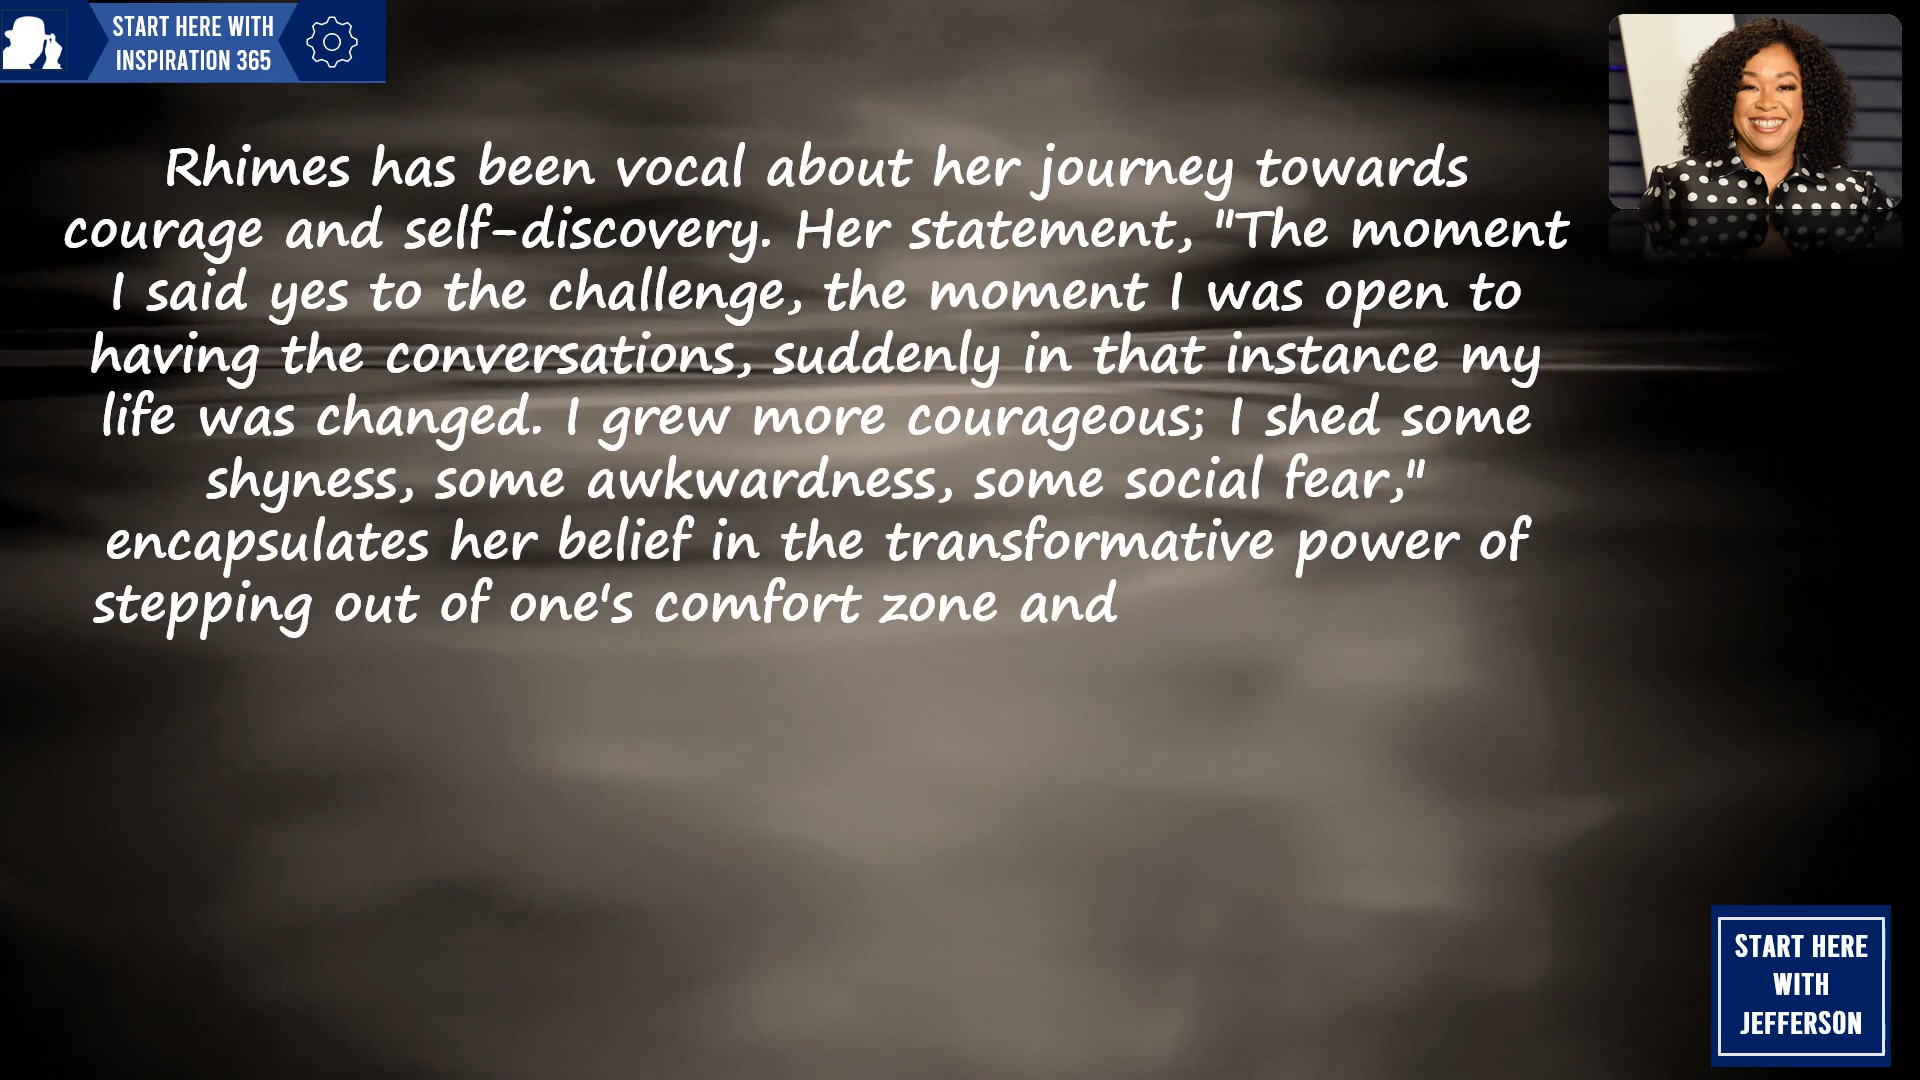 START HERE WITH
INSPIRATION 365
Rhimes has been vocal about her journey towards
courage and self-discovery. Her statement, "The moment
I said yes to the challenge, the moment I was open to
having the conversations, suddenly in that instance my
life was changed. I grew more courageous; I shed some
shyness, some awkwardness, some social fear,"
encapsulates her belief in the transformative power of
stepping out of one's comfort zone and
START HERE
WITH
JEFFERSON